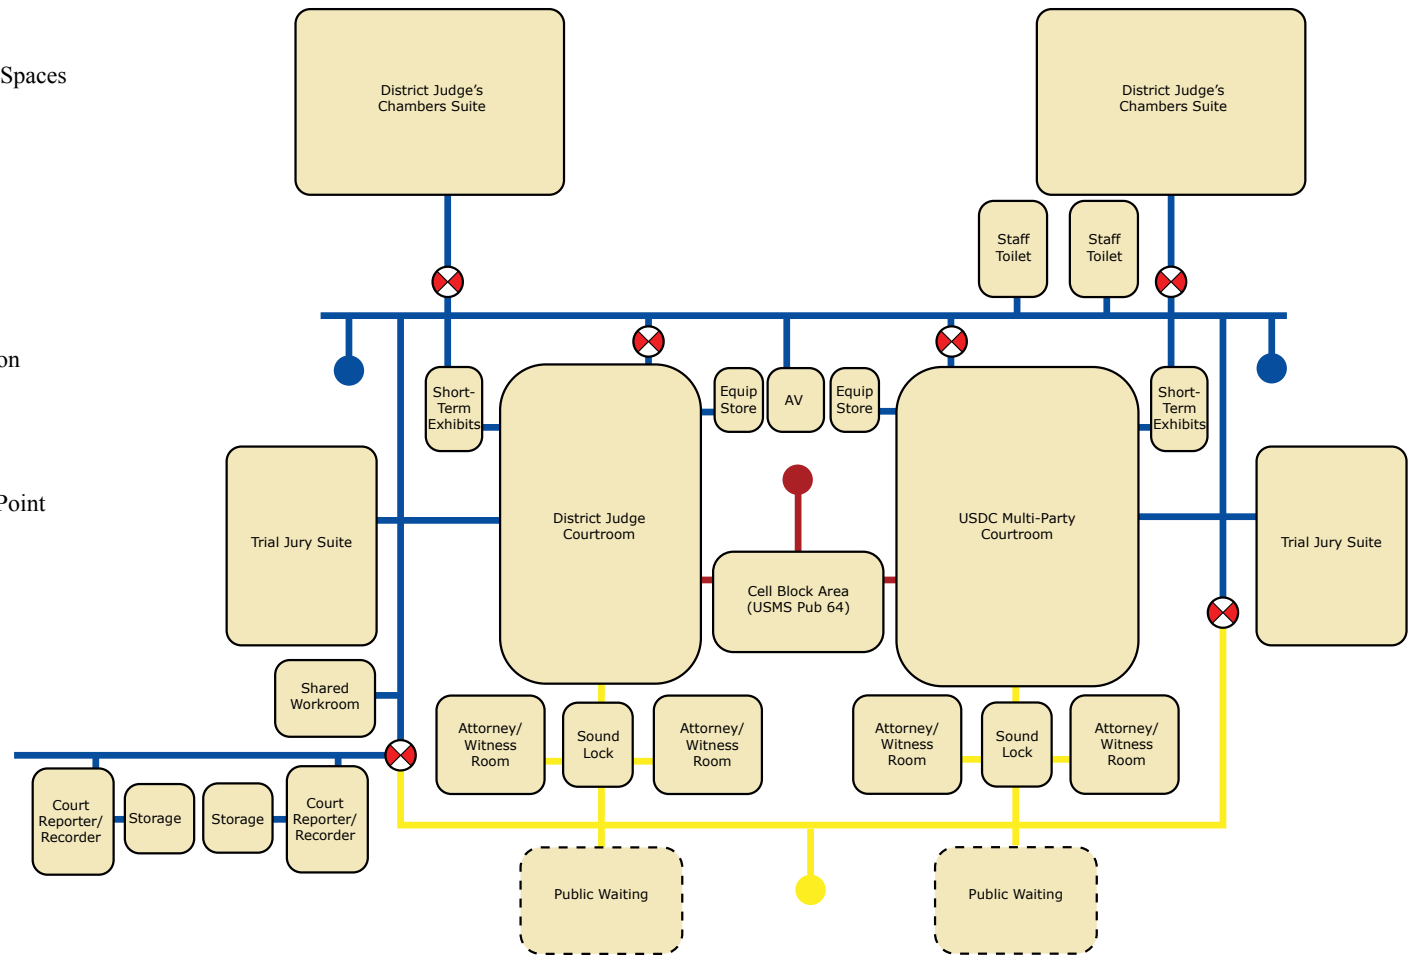 Spaces
on
Point
District Judge’s
Chambers Suite
District Judge’s
Chambers Suite
Staff
Toilet
Staff
Toilet
Short-
Term
Exhibits
Equip
Store
AV
Equip
Store
Short-
Term
Exhibits
Trial Jury Suite
District Judge
Courtroom
USDC Multi-Party
Courtroom
Trial Jury Suite
Cell Block Area
(USMS Pub 64)
Shared
Workroom
Attorney/
Witness
Room
Sound
Lock
Attorney/
Witness
Room
Attorney/
Witness
Room
Sound
Lock
Attorney/
Witness
Room
Court
Reporter/
Recorder
Storage
Storage
Court
Reporter/
Recorder
Public Waiting
Public Waiting